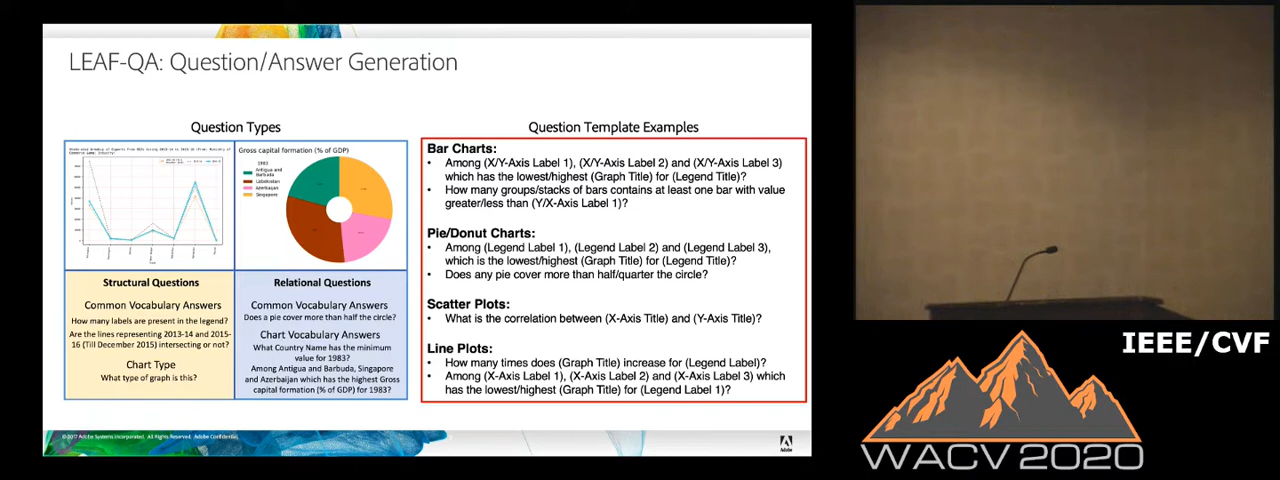 LEAF-QA: Question/Answer Generation
Question Types
Gross capital formation (% of GDP)
1983
Antigua and
Barbuda
Uzbekistan
Azerbaijan
Singapore
Structural Questions
Common Vocabulary Answers
How many labels are present in the legend?
Are the lines representing 2013-14 and 2015-
16 (Till December 2015) intersecting or not?
Chart Type
What type of graph is this?
Relational Questions
Common Vocabulary Answers
Does a pie cover more than half the circle?
Chart Vocabulary Answers
What Country Name has the minimum
value for 1983?
Among Antigua and Barbuda, Singapore
and Azerbaijan which has the highest Gross
capital formation (% of GDP) for 1983?
Question Template Examples
Bar Charts:
• Among (X/Y-Axis Label 1), (X/Y-Axis Label 2) and (X/Y-Axis Label 3)
which has the lowest/highest (Graph Title) for (Legend Title)?
• How many groups/stacks of bars contains at least one bar with value
greater/less than (Y/X-Axis Label 1)?
Pie/Donut Charts:
• Among (Legend Label 1), (Legend Label 2) and (Legend Label 3),
which is the lowest/highest (Graph Title) for (Legend Title)?
• Does any pie cover more than half/quarter the circle?
Scatter Plots:
• What is the correlation between (X-Axis Title) and (Y-Axis Title)?
Line Plots:
• How many times does (Graph Title) increase for (Legend Label)?
• Among (X-Axis Label 1), (X-Axis Label 2) and (X-Axis Label 3) which
has the lowest/highest (Graph Title) for (Legend Label 1)?
©2017 Adobe Systems Incorporated. All Rights Reserved. Adobe Confidential.
Adobe
IEEE/CVF
WACV 2020